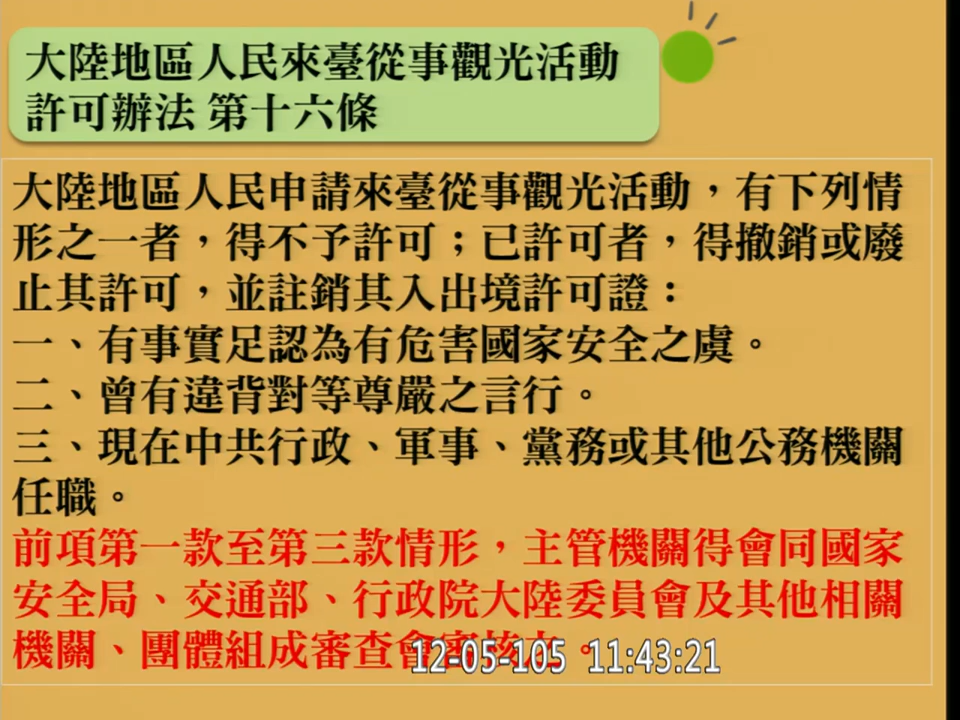 大陸地區人民來臺從事觀光活動
許可辦法 第十六條
大陸地區人民申請來臺從事觀光活動，有下列情
形之一者，得不予許可；已許可者，得撤銷或廢
止其許可，並註銷其入出境許可證：
一、有事實足認為有危害國家安全之虞。
二、曾有違背對等尊嚴之言行。
三、現在中共行政、軍事、黨務或其他公務機關
任職。
前項第一款至第三款情形，主管機關得會同國家
安全局、交通部、行政院大陸委員會及其他相關
機關、團體組成審查會審核之。
12-05-105 11:43:21